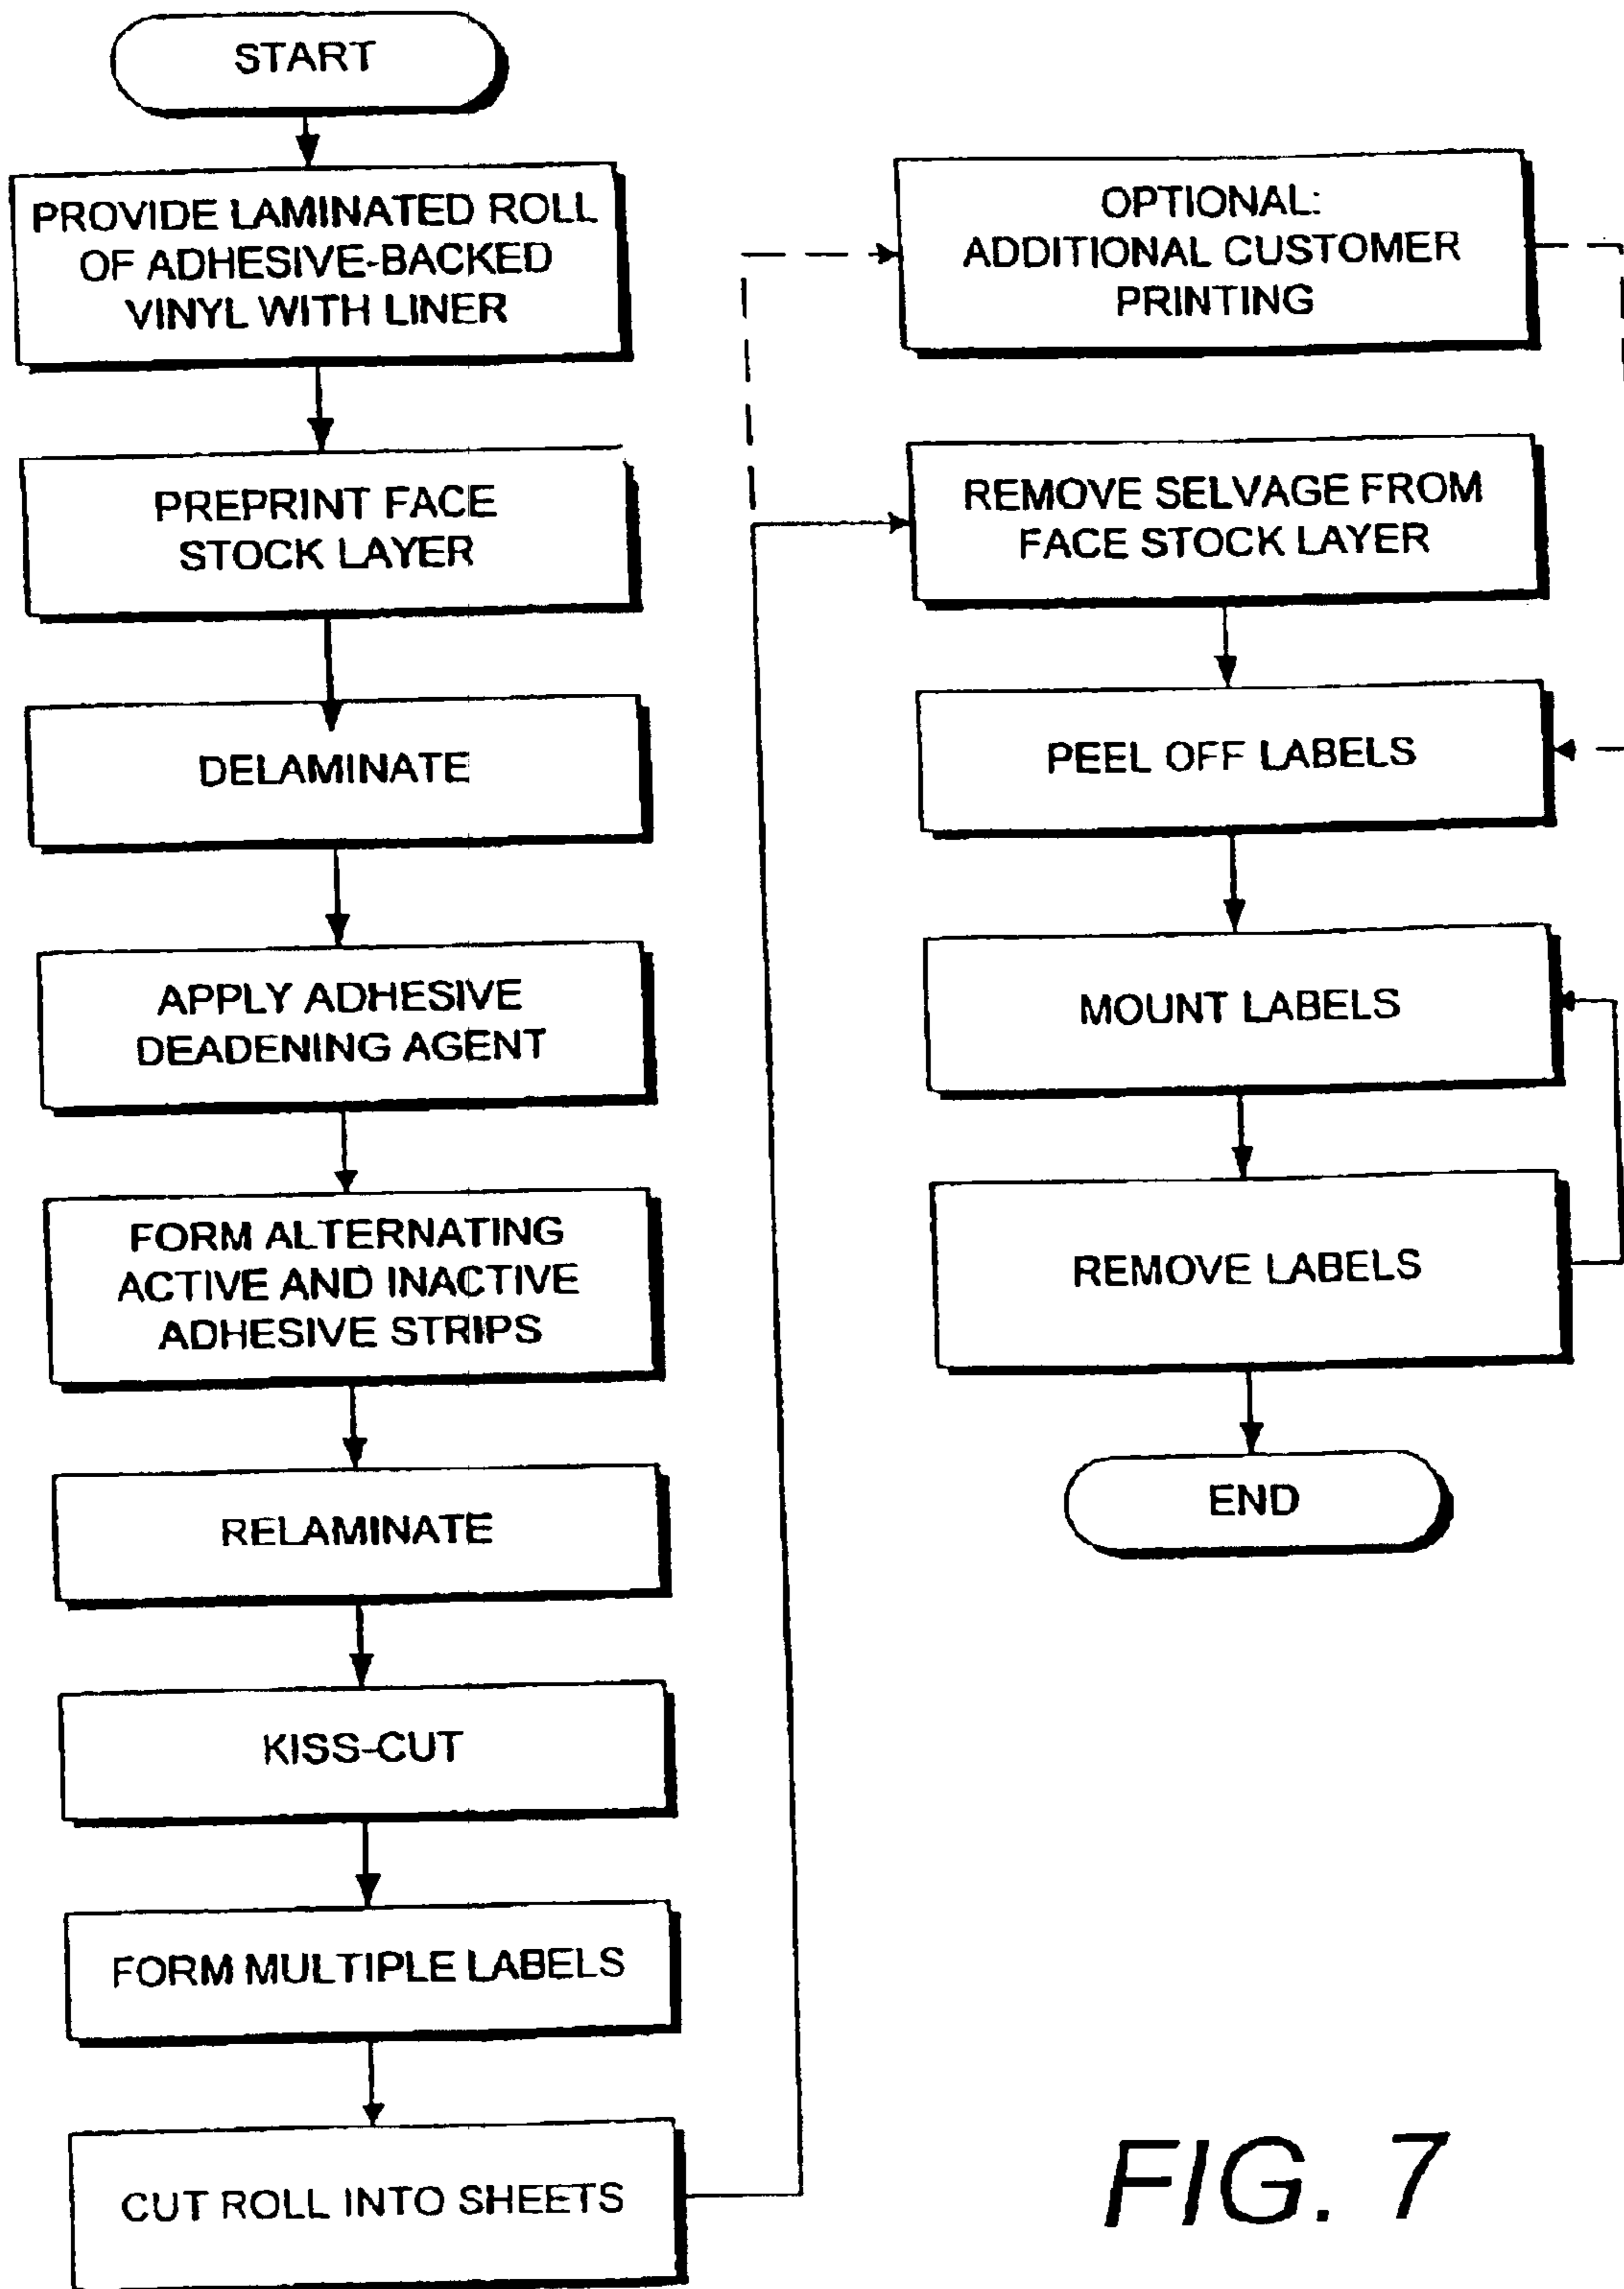 START
PROVIDE LAMINATED ROLL
OF ADHESIVE-BACKED
VINYL WITH LINER
PREPRINT FACE
STOCK LAYER
DELAMINATE
APPLY ADHESIVE
DEADENING AGENT
FORM ALTERNATING
ACTIVE AND INACTIVE
ADHESIVE STRIPS
RELAMINATE
KISS-CUT
FORM MULTIPLE LABELS
CUT ROLL INTO SHEETS
OPTIONAL:
ADDITIONAL CUSTOMER
PRINTING
REMOVE SELVAGE FROM
FACE STOCK LAYER
PEEL OFF LABELS
MOUNT LABELS
REMOVE LABELS
END
FIG. 7